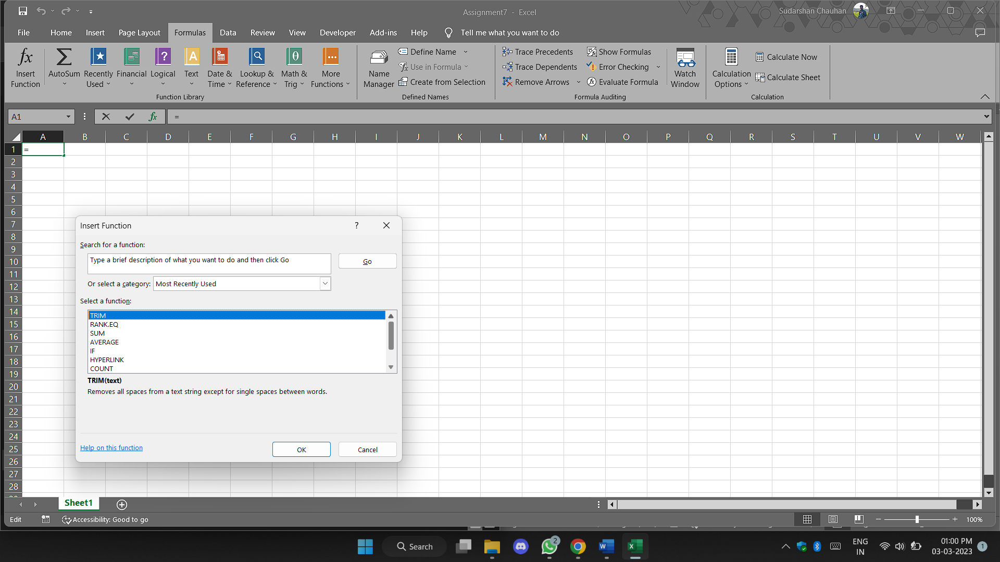 Assignment7 - Excel
Sudarshan Chauhan
File Home Insert Page Layout Formulas Data Review View Developer Add-ins Help Tell me what you want to do
fx Insert Function
AutoSum
Recently Used
Financial
Logical
Text
Date & Time
Lookup & Reference
Math & Trig
More Functions
Function Library
Name Manager
Define Name
Use in Formula
Create from Selection
Defined Names
Trace Precedents
Trace Dependents
Remove Arrows
Show Formulas
Error Checking
Evaluate Formula
Formula Auditing
Watch Window
Calculation Options
Calculate Now
Calculate Sheet
Calculation
A1 fx =
A B C D E F G H I J K L M N O P Q R S T U V W
1 =
2
3
4
5
6
7
8
9
10
11
12
13
14
15
16
17
18
19
20
21
22
23
24
25
26
27
28
Insert Function ?
Search for a function:
Type a brief description of what you want to do and then click Go
Go
Or select a category: Most Recently Used
Select a function:
TRIM
RANK.EQ
SUM
AVERAGE
IF
HYPERLINK
COUNT
TRIM(text)
Removes all spaces from a text string except for single spaces between words.
Help on this function
OK
Cancel
Sheet1
Edit Accessibility: Good to go 100%
Search
2
ENG
IN
01:00 PM
03-03-2023
1